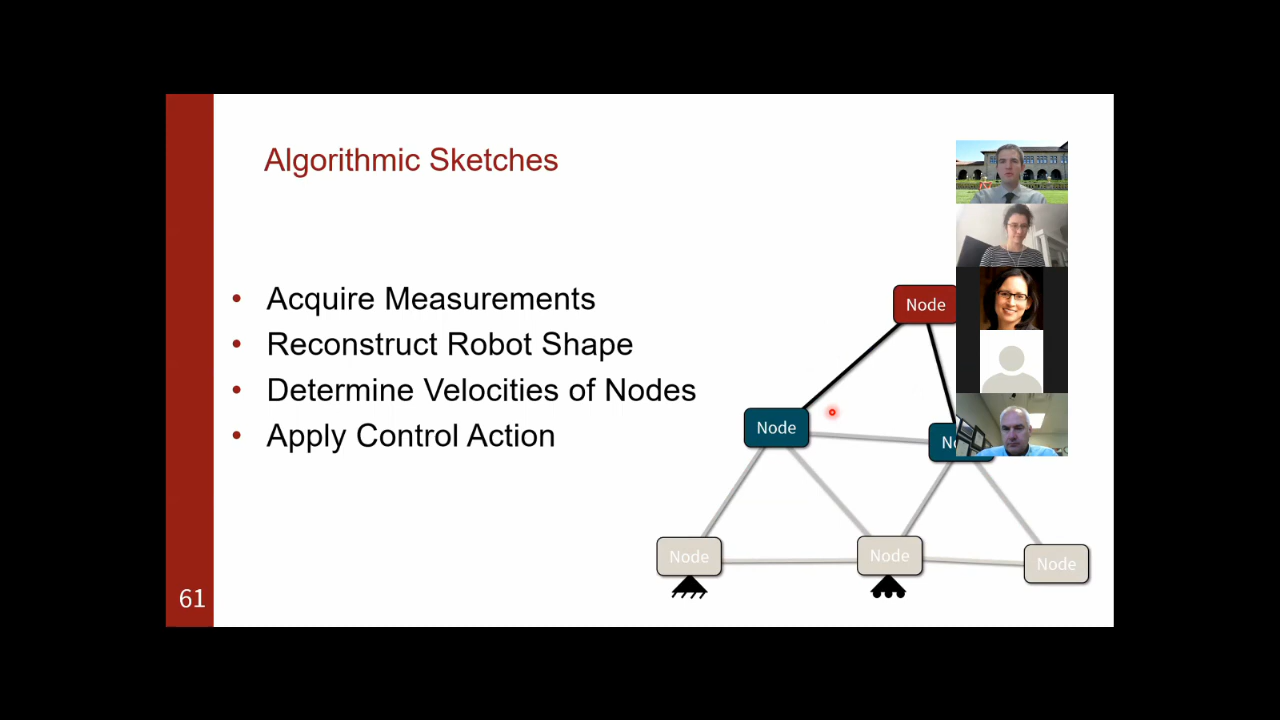 Algorithmic Sketches
• Acquire Measurements
• Reconstruct Robot Shape
• Determine Velocities of Nodes
• Apply Control Action
Node
Node
Node
Node
Node
61